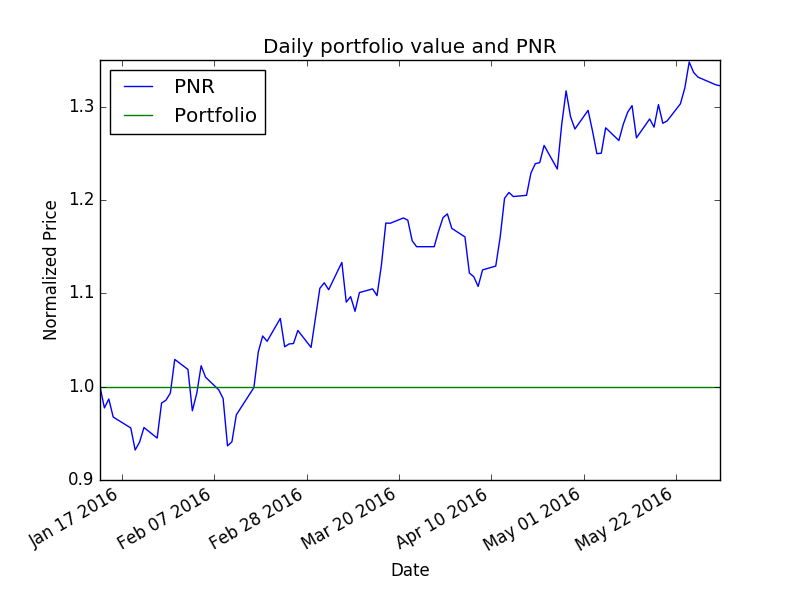 Daily portfolio value and PNR
PNR
Portfolio
Normalized Price
1.3
1.2
1.1
1.0
0.9
Jan 17 2016
Feb 07 2016
Feb 28 2016
Mar 20 2016
Apr 10 2016
May 01 2016
May 22 2016
Date